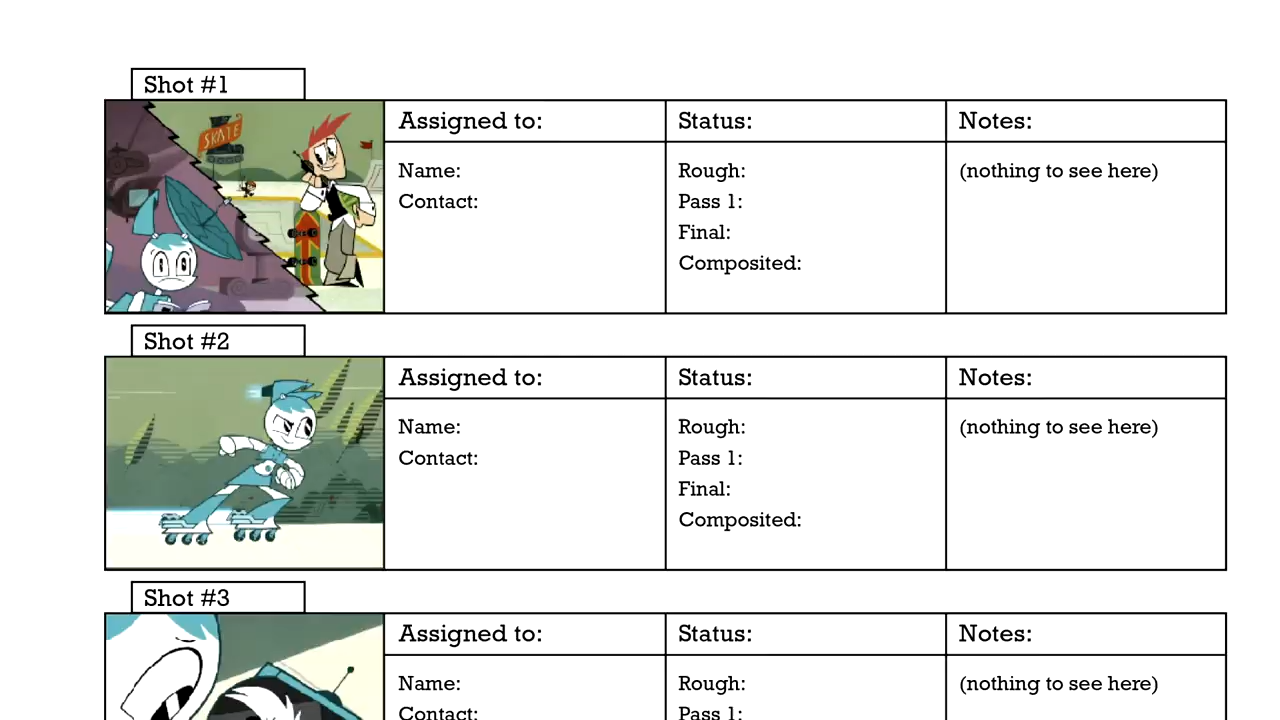 Shot #1
SKATE
Assigned to:
Status:
Notes:
Name:
Contact:
Rough:
Pass 1:
Final:
Composited:
(nothing to see here)
Shot #2
Assigned to:
Status:
Notes:
Name:
Contact:
Rough:
Pass 1:
Final:
Composited:
(nothing to see here)
Shot #3
Assigned to:
Status:
Notes:
Name:
Contact:
Rough:
Pass 1:
(nothing to see here)